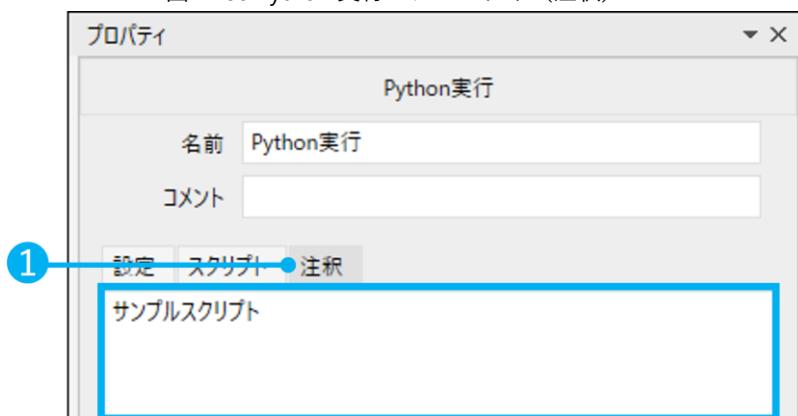 プロパティ
Python実行
名前 Python実行
コメント
1 設定 スクリプト 注釈
サンプルスクリプト